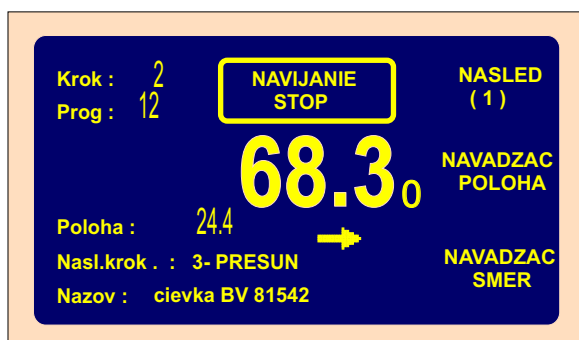 Krok : 2
Prog : 12
NAVIJANIE
STOP
NASLED
( 1 )
68.3 0
NAVADZAC
POLOHA
Poloha : 24.4
Nasl.krok . : 3- PRESUN
Nazov : cievka BV 81542
NAVADZAC
SMER